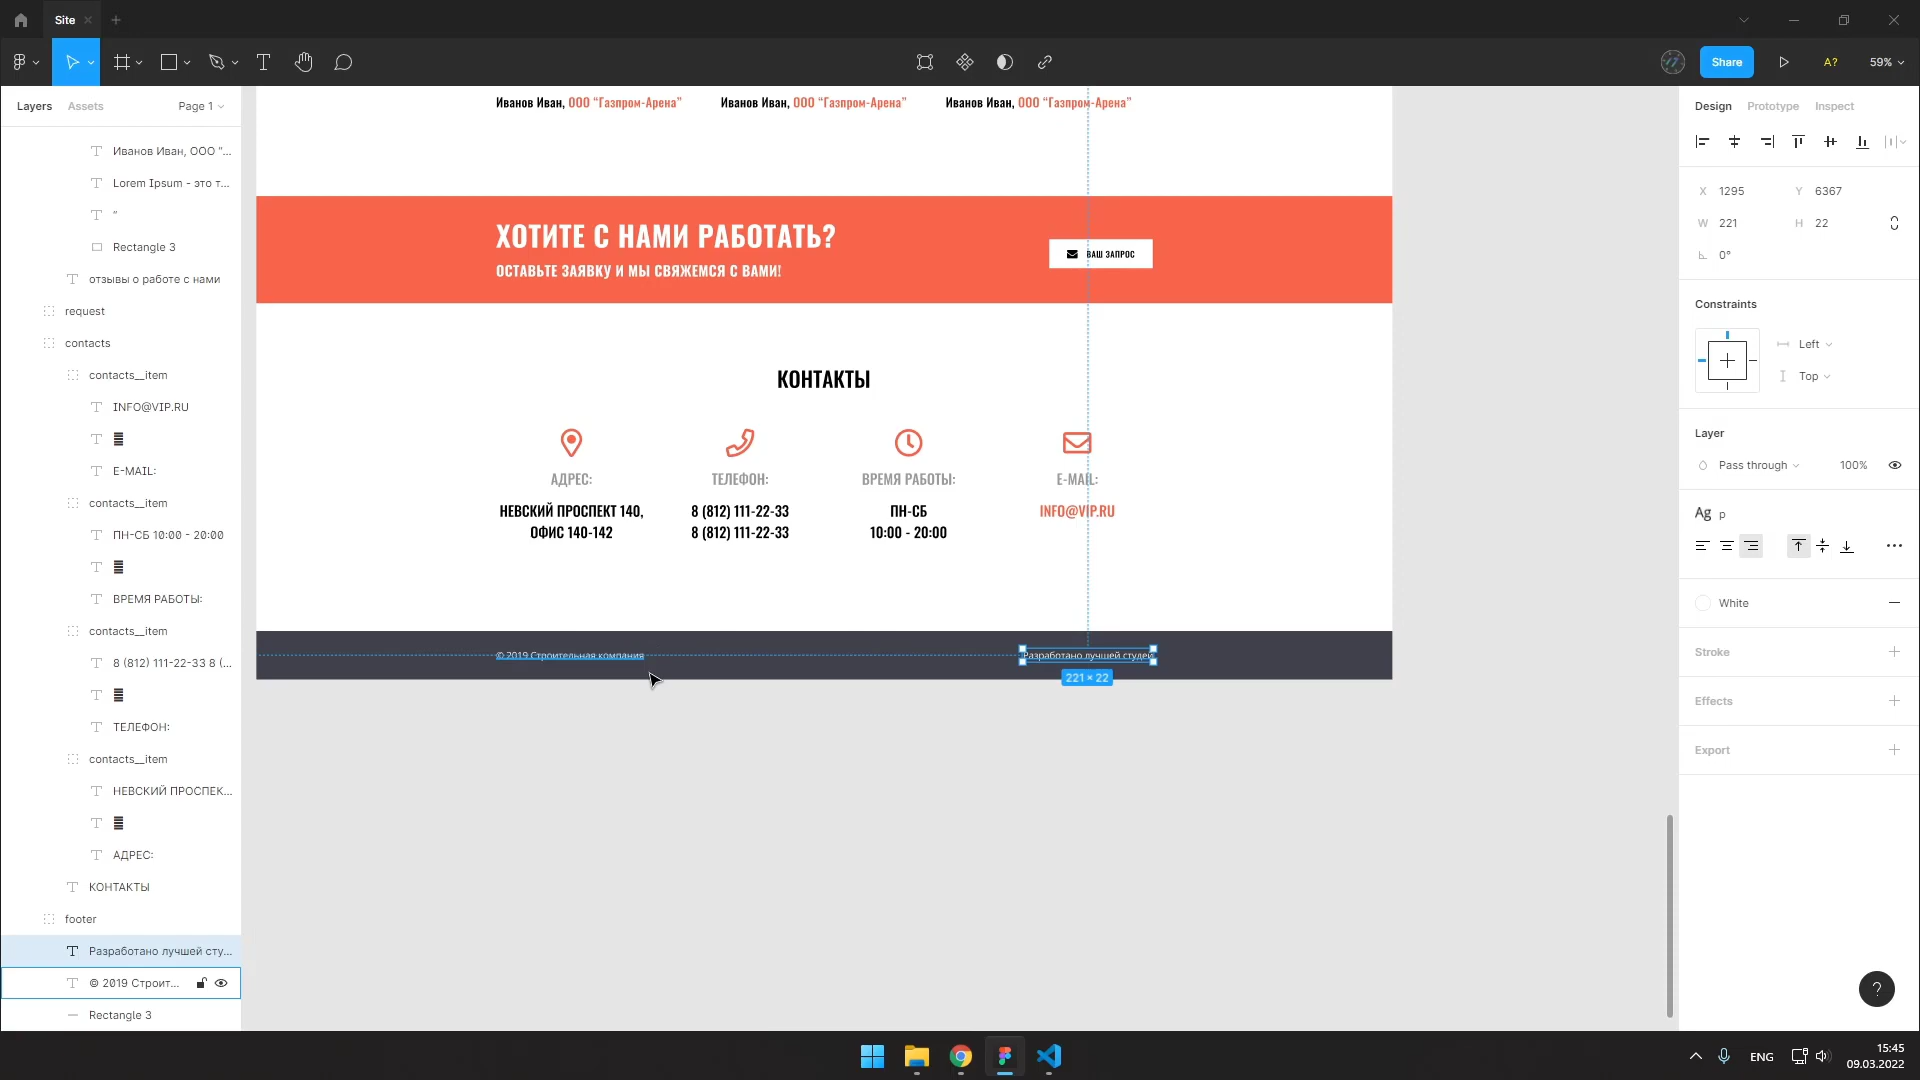 Site
Share
A?
59%
Layers
Assets
Page 1
Иванов Иван, ООО "...
Lorem Ipsum - это т...
"
Rectangle 3
отзывы о работе с нами
request
contacts
contacts__item
INFO@VIP.RU
E-MAIL:
contacts__item
ПН-СБ 10:00 - 20:00
ВРЕМЯ РАБОТЫ:
contacts__item
8 (812) 111-22-33 8 (...
ТЕЛЕФОН:
contacts__item
НЕВСКИЙ ПРОСПЕК...
АДРЕС:
КОНТАКТЫ
footer
Разработано лучшей сту...
© 2019 Строит...
Rectangle 3
Иванов Иван, ООО “Газпром-Арена”
Иванов Иван, ООО “Газпром-Арена”
Иванов Иван, ООО “Газпром-Арена”
ХОТИТЕ С НАМИ РАБОТАТЬ?
ОСТАВЬТЕ ЗАЯВКУ И МЫ СВЯЖЕМСЯ С ВАМИ!
ВАШ ЗАПРОС
КОНТАКТЫ
АДРЕС:
НЕВСКИЙ ПРОСПЕКТ 140,
ОФИС 140-142
ТЕЛЕФОН:
8 (812) 111-22-33
8 (812) 111-22-33
ВРЕМЯ РАБОТЫ:
ПН-СБ
10:00 - 20:00
E-MAIL:
INFO@VIP.RU
© 2019 Строительная компания
Разработано лучшей студеи
221 × 22
Design
Prototype
Inspect
X 1295
Y 6367
W 221
H 22
0°
Constraints
Left
Top
Layer
Pass through
100%
Ag p
White
Stroke
Effects
Export
?
ENG
15:45
09.03.2022